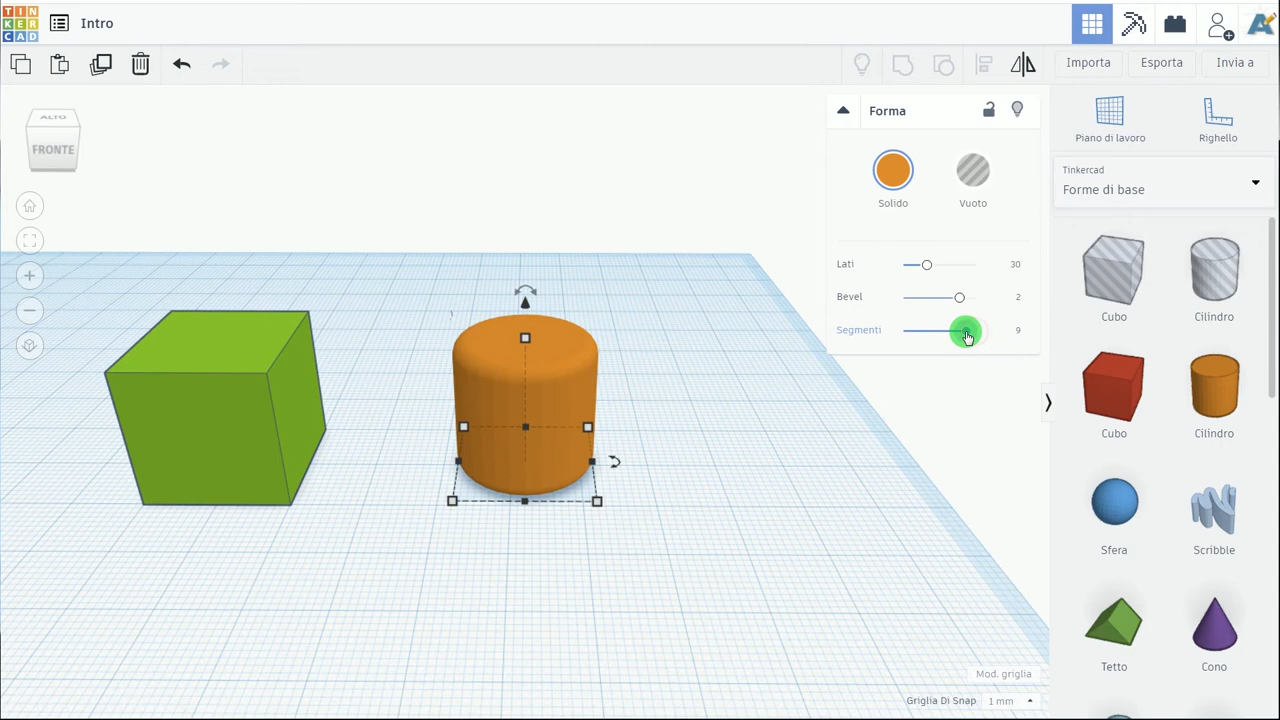 TIN
KER
CAD
Intro
Importa
Esporta
Invia a
ALTO
FRONTE
Forma
Solido
Vuoto
Lati
30
Bevel
2
Segmenti
9
Piano di lavoro
Righello
Tinkercad
Forme di base
Cubo
Cilindro
Cubo
Cilindro
Sfera
Scribble
Tetto
Cono
Mod. griglia
Griglia Di Snap
1 mm